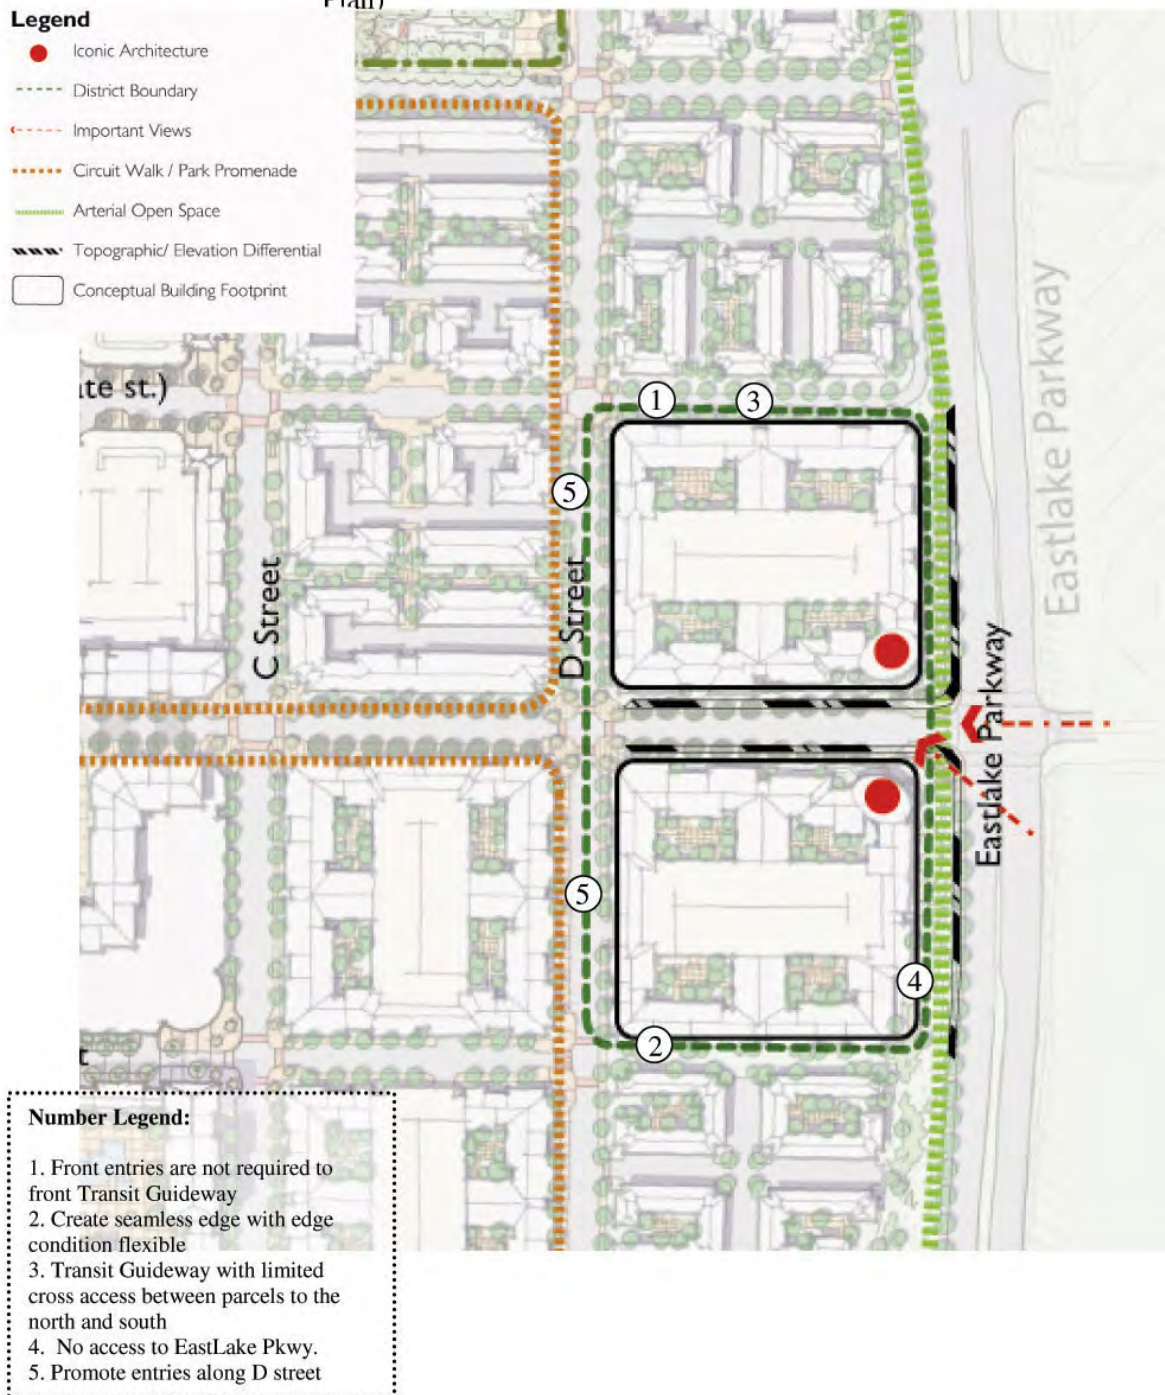 Plan)
Legend
Iconic Architecture
District Boundary
Important Views
Circuit Walk / Park Promenade
Arterial Open Space
Topographic/ Elevation Differential
Conceptual Building Footprint
Eastlake Parkway
st.)
1
3
5
C Street
D Street
Eastlake Parkway
5
4
2
t
Number Legend:
1. Front entries are not required to
front Transit Guideway
2. Create seamless edge with edge
condition flexible
3. Transit Guideway with limited
cross access between parcels to the
north and south
4. No access to EastLake Pkwy.
5. Promote entries along D street